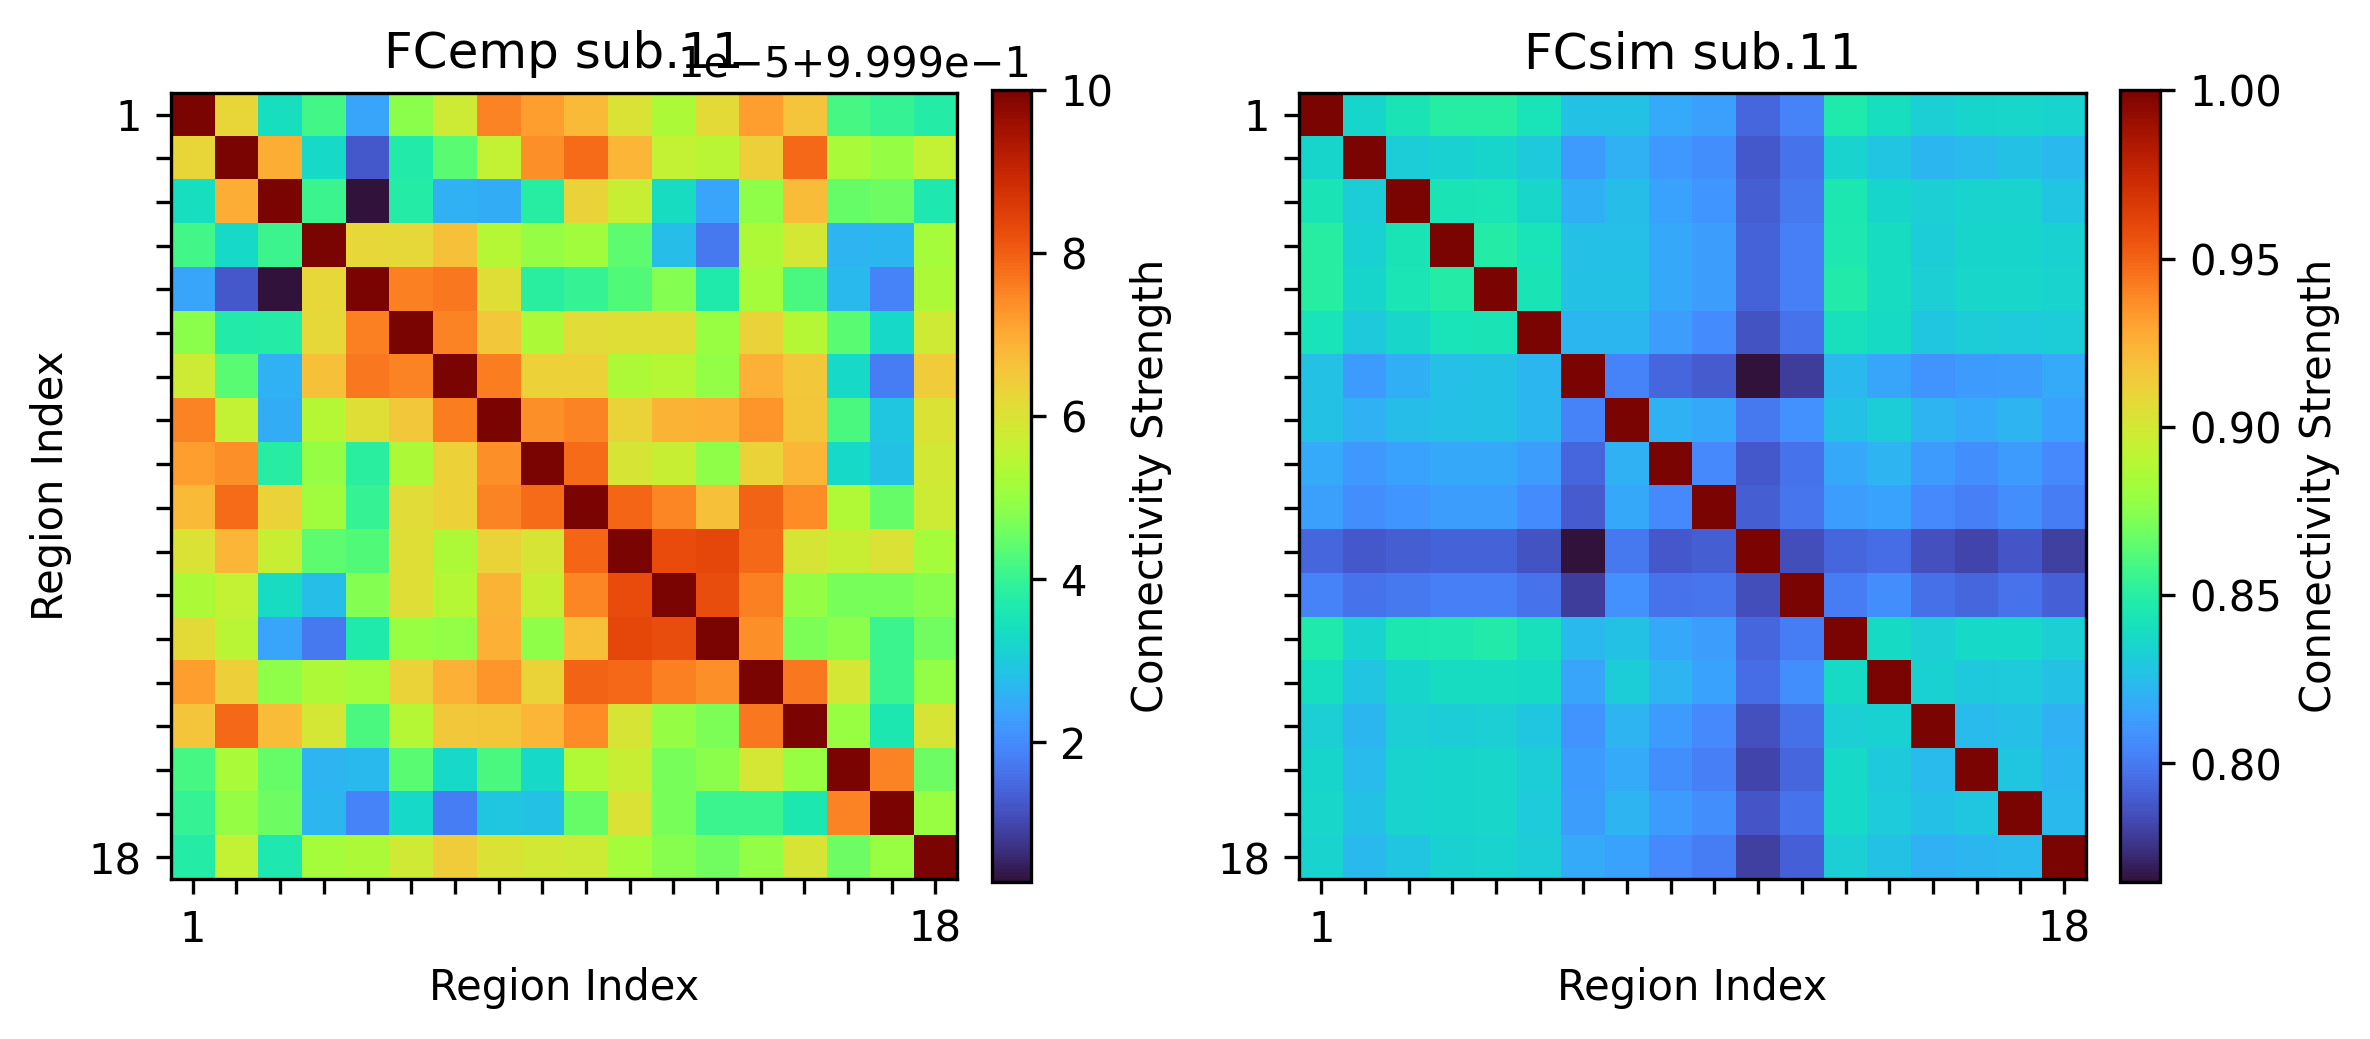 FCemp sub.11
1e−5+9.999e−1
1
18
1
18
Region Index
Region Index
10
8
6
4
2
Connectivity Strength
FCsim sub.11
1
18
1
18
Region Index
1.00
0.95
0.90
0.85
0.80
Connectivity Strength